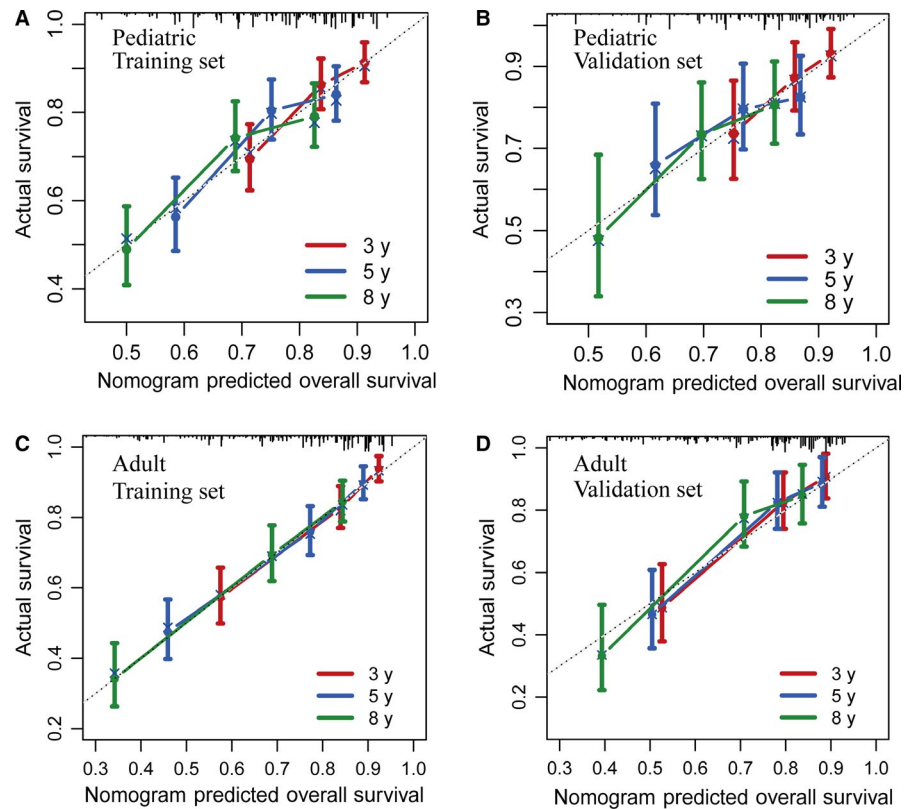 A
Pediatric
Training set
Actual survival
1.0
0.8
0.6
0.4
3 y
5 y
8 y
0.5 0.6 0.7 0.8 0.9 1.0
Nomogram predicted overall survival
B
Pediatric
Validation set
Actual survival
0.9
0.7
0.5
0.3
3 y
5 y
8 y
0.5 0.6 0.7 0.8 0.9 1.0
Nomogram predicted overall survival
C
Adult
Training set
Actual survival
1.0
0.8
0.6
0.4
0.2
3 y
5 y
8 y
0.3 0.4 0.5 0.6 0.7 0.8 0.9 1.0
Nomogram predicted overall survival
D
Adult
Validation set
Actual survival
1.0
0.8
0.6
0.4
0.2
3 y
5 y
8 y
0.3 0.4 0.5 0.6 0.7 0.8 0.9 1.0
Nomogram predicted overall survival